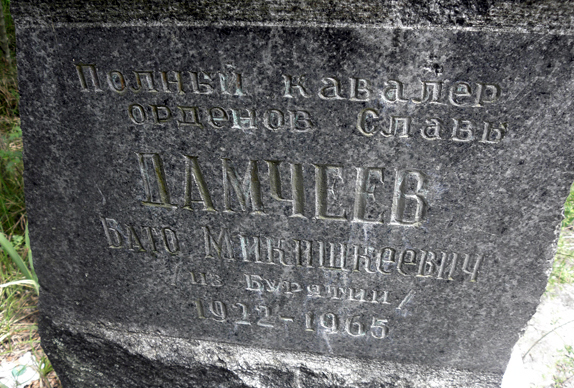 Полный кавалер
орденов Славы
ДАМЧЕЕВ
Бато Микишкеевич
/из Бурятии/
1922-1965